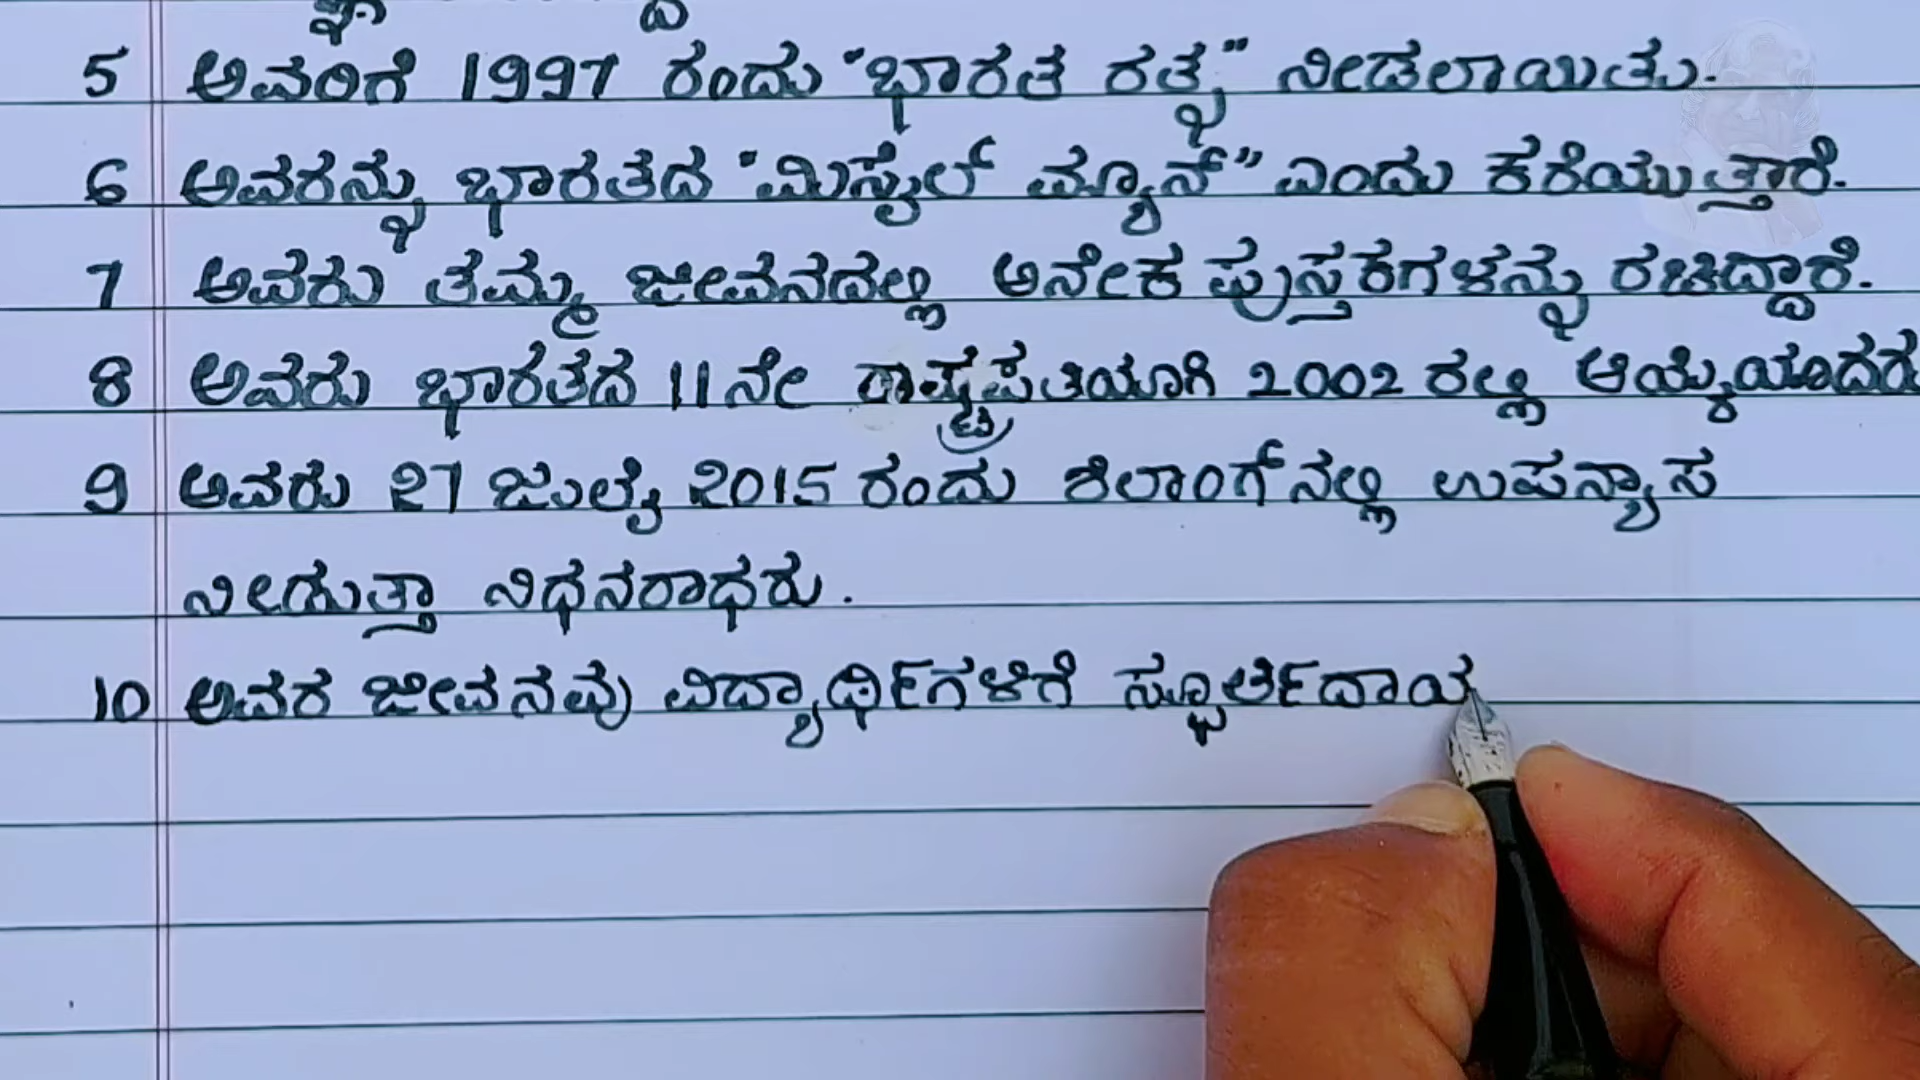 5 ಅವರಿಗೆ 1997 ರಂದು "ಭಾರತ ರತ್ನ" ನೀಡಲಾಯಿತು.
6 ಅವರನ್ನು ಭಾರತದ "ಮಿಸೈಲ್ ಮ್ಯಾನ್" ಎಂದು ಕರೆಯುತ್ತಾರೆ.
7 ಅವರು ತಮ್ಮ ಜೀವನದಲ್ಲಿ ಅನೇಕ ಪುಸ್ತಕಗಳನ್ನು ರಚಿದ್ದಾರೆ.
8 ಅವರು ಭಾರತದ 11ನೇ ರಾಷ್ಟ್ರಪತಿಯಾಗಿ 2002 ರಲ್ಲಿ ಆಯ್ಕೆಯಾದರು
9 ಅವರು 27 ಜುಲೈ 2015 ರಂದು ಶಿಲಾಂಗ್ ನಲ್ಲಿ ಉಪನ್ಯಾಸ
ನೀಡುತ್ತಾ ನಿಧನರಾಧರು.
10 ಅವರ ಜೀವನವು ವಿದ್ಯಾರ್ಥಿಗಳಿಗೆ ಸ್ಫೂರ್ತಿದಾಯ